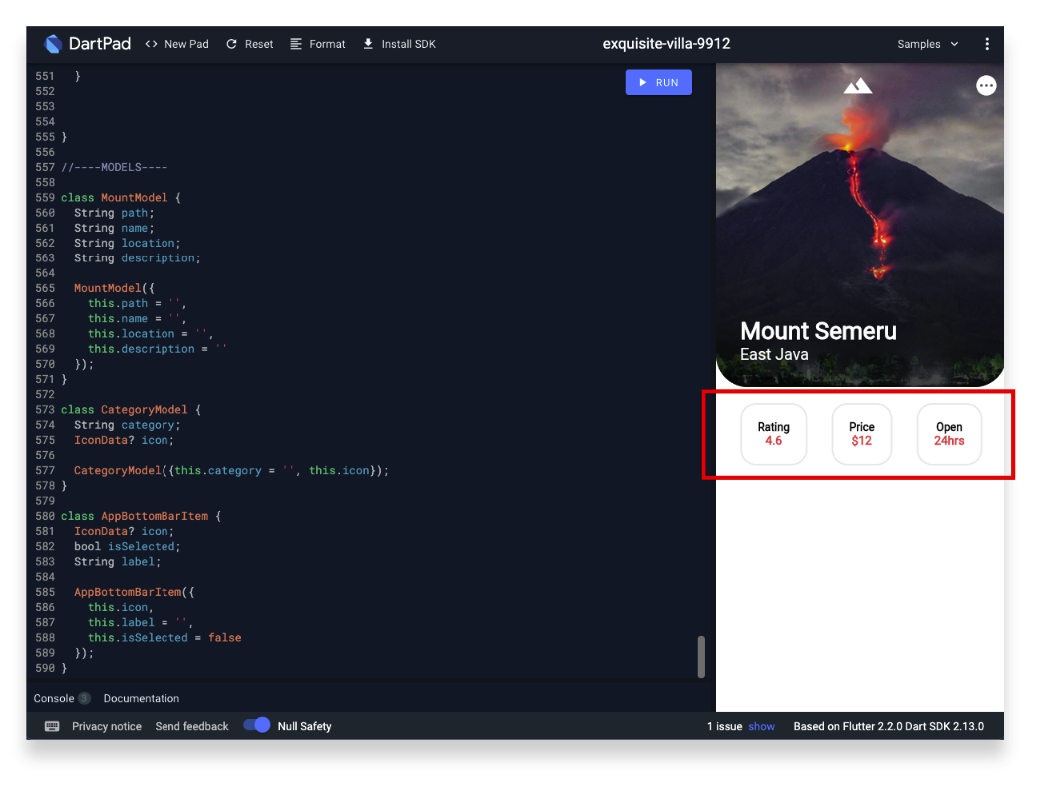 DartPad <> New Pad Reset Format Install SDK exquisite-villa-9912 Samples
551 }
552
553
554
555 }
556
557 //----MODELS----
558
559 class MountModel {
560 String path;
561 String name;
562 String location;
563 String description;
564
565 MountModel({
566 this.path = '',
567 this.name = '',
568 this.location = '',
569 this.description = ''
570 });
571 }
572
573 class CategoryModel {
574 String category;
575 IconData? icon;
576
577 CategoryModel({this.category = '', this.icon});
578 }
579
580 class AppBottomBarItem {
581 IconData? icon;
582 bool isSelected;
583 String label;
584
585 AppBottomBarItem({
586 this.icon,
587 this.label = '',
588 this.isSelected = false
589 });
590 }
RUN
Mount Semeru
East Java
Rating Price Open
4.6 $12 24hrs
Console 3 Documentation
Privacy notice Send feedback Null Safety 1 issue show Based on Flutter 2.2.0 Dart SDK 2.13.0